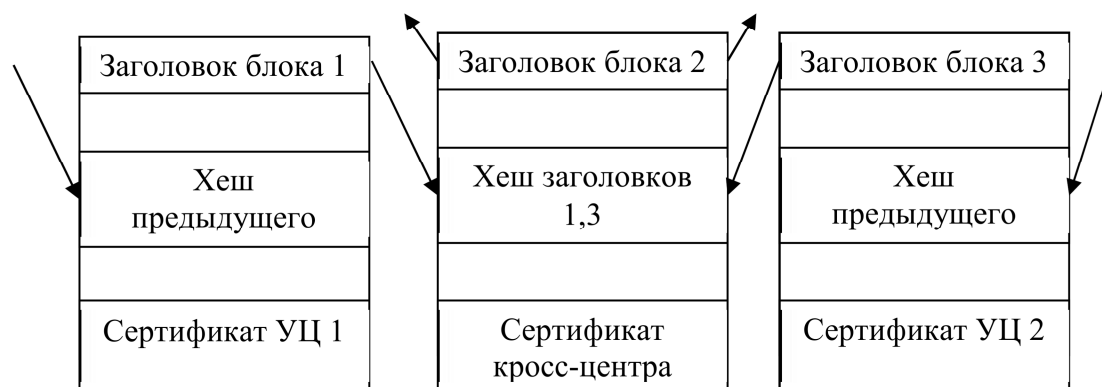 Заголовок блока 1
Хеш
предыдущего
Сертификат УЦ 1
Заголовок блока 2
Хеш заголовков
1,3
Сертификат
кросс-центра
Заголовок блока 3
Хеш
предыдущего
Сертификат УЦ 2